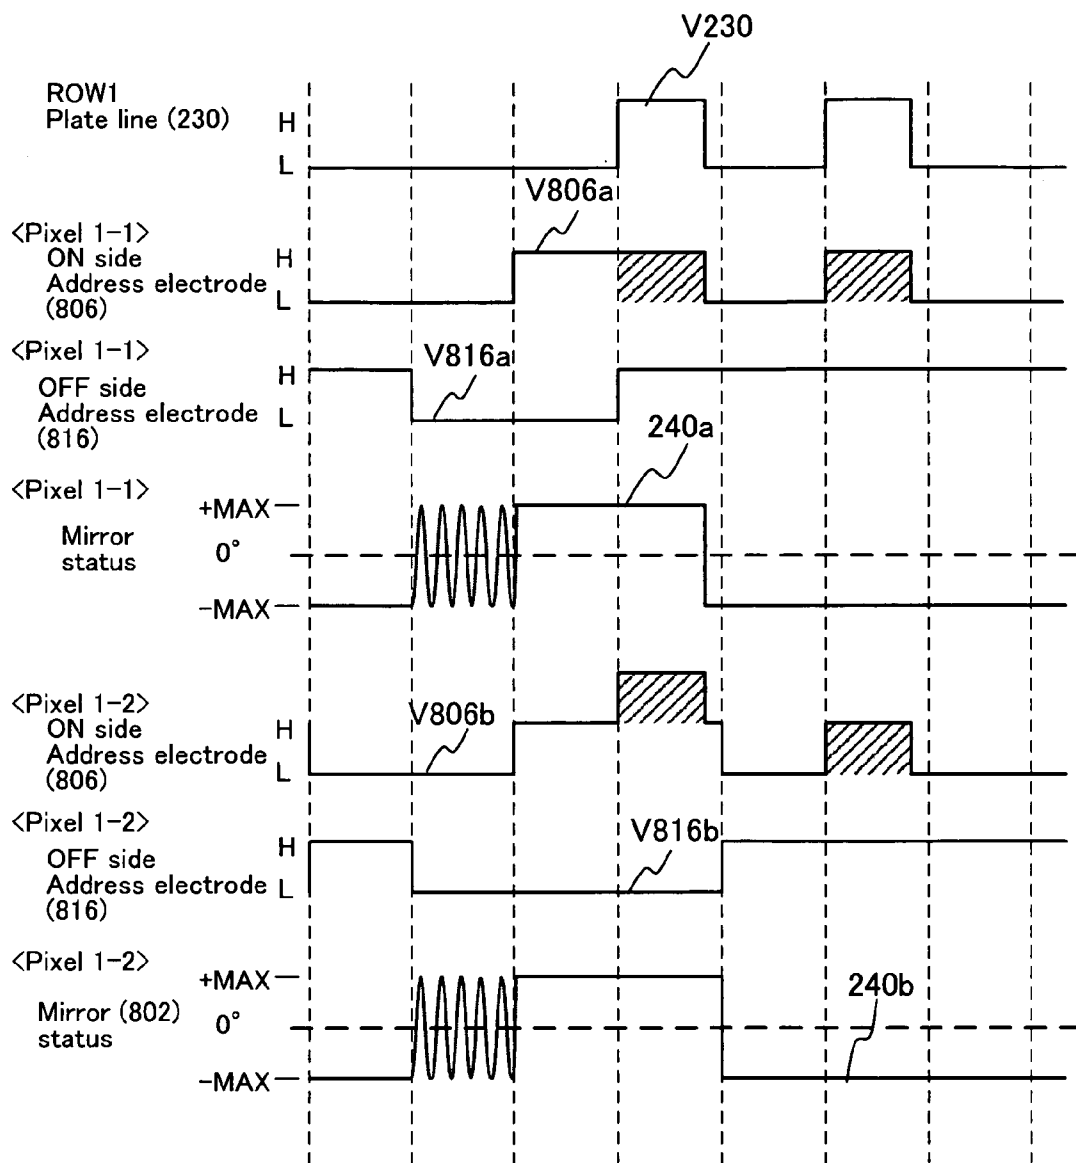 V230
ROW1
Plate line (230)
H
L
V806a
<Pixel 1-1>
ON side
Address electrode
(806)
H
L
<Pixel 1-1>
OFF side
Address electrode
(816)
H
L
V816a
240a
<Pixel 1-1>
Mirror
status
+MAX
0°
-MAX
<Pixel 1-2>
ON side
Address electrode
(806)
H
L
V806b
<Pixel 1-2>
OFF side
Address electrode
(816)
H
L
V816b
<Pixel 1-2>
Mirror (802)
status
+MAX
0°
-MAX
240b